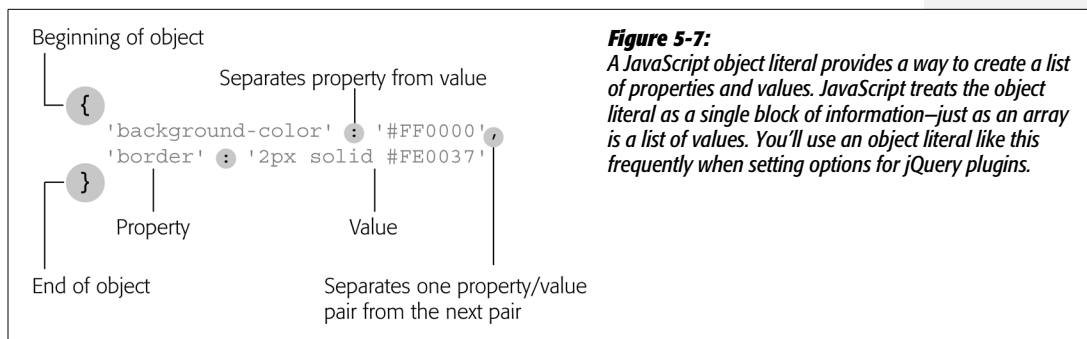 Beginning of object
Separates property from value
{
'background-color' : '#FF0000',
'border' : '2px solid #FE0037'
}
Property
Value
End of object
Separates one property/value
pair from the next pair
Figure 5-7:
A JavaScript object literal provides a way to create a list
of properties and values. JavaScript treats the object
literal as a single block of information—just as an array
is a list of values. You’ll use an object literal like this
frequently when setting options for jQuery plugins.